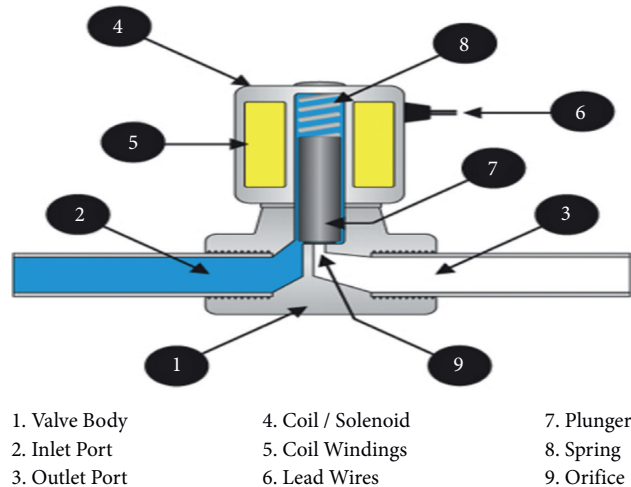 4
8
5
6
7
2
3
1
9
1. Valve Body
2. Inlet Port
3. Outlet Port
4. Coil / Solenoid
5. Coil Windings
6. Lead Wires
7. Plunger
8. Spring
9. Orifice